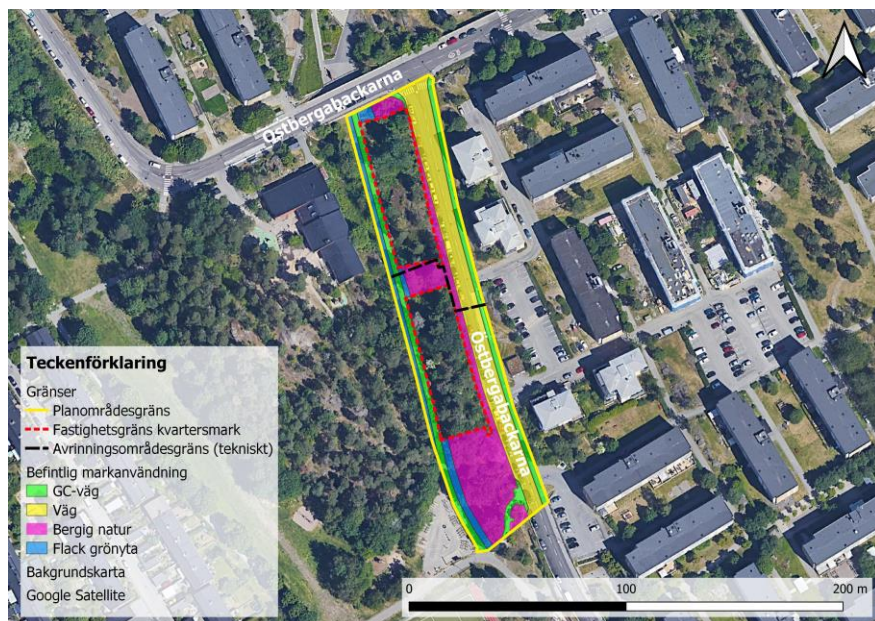 Östbergabackarna
Östbergabackarna
Teckenförklaring
Gränser
Planområdesgräns
Fastighetsgräns kvartersmark
Avrinningsområdesgräns (tekniskt)
Befintlig markanvändning
GC-väg
Väg
Bergig natur
Flack grönyta
Bakgrundskarta
Google Satellite
0 100 200 m